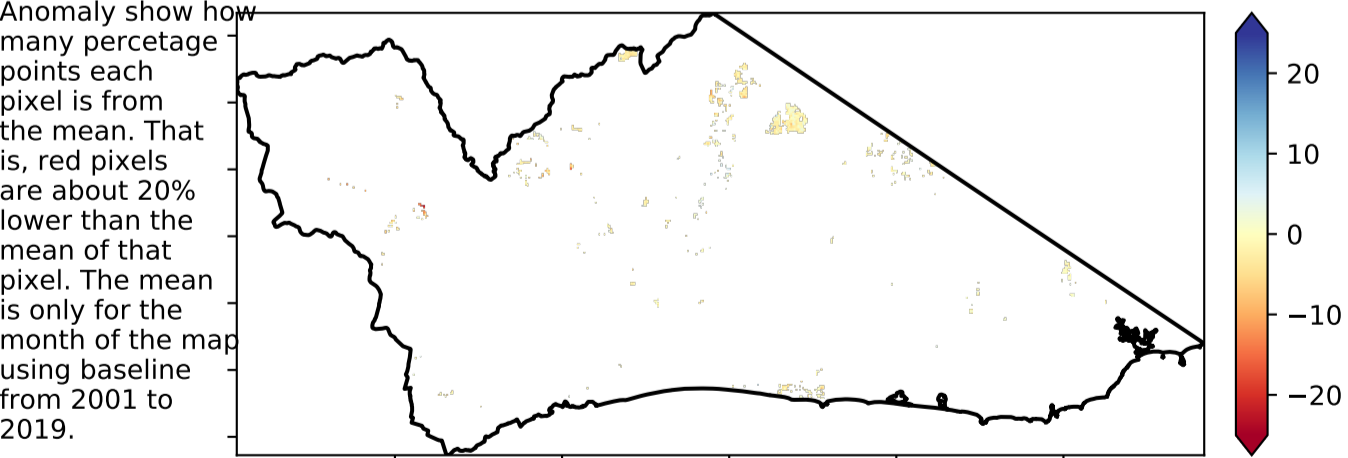 Anomaly show how
many percetage
points each
pixel is from
the mean. That
is, red pixels
are about 20%
lower than the
mean of that
pixel. The mean
is only for the
month of the map
using baseline
from 2001 to
2019.
20
10
0
−10
−20